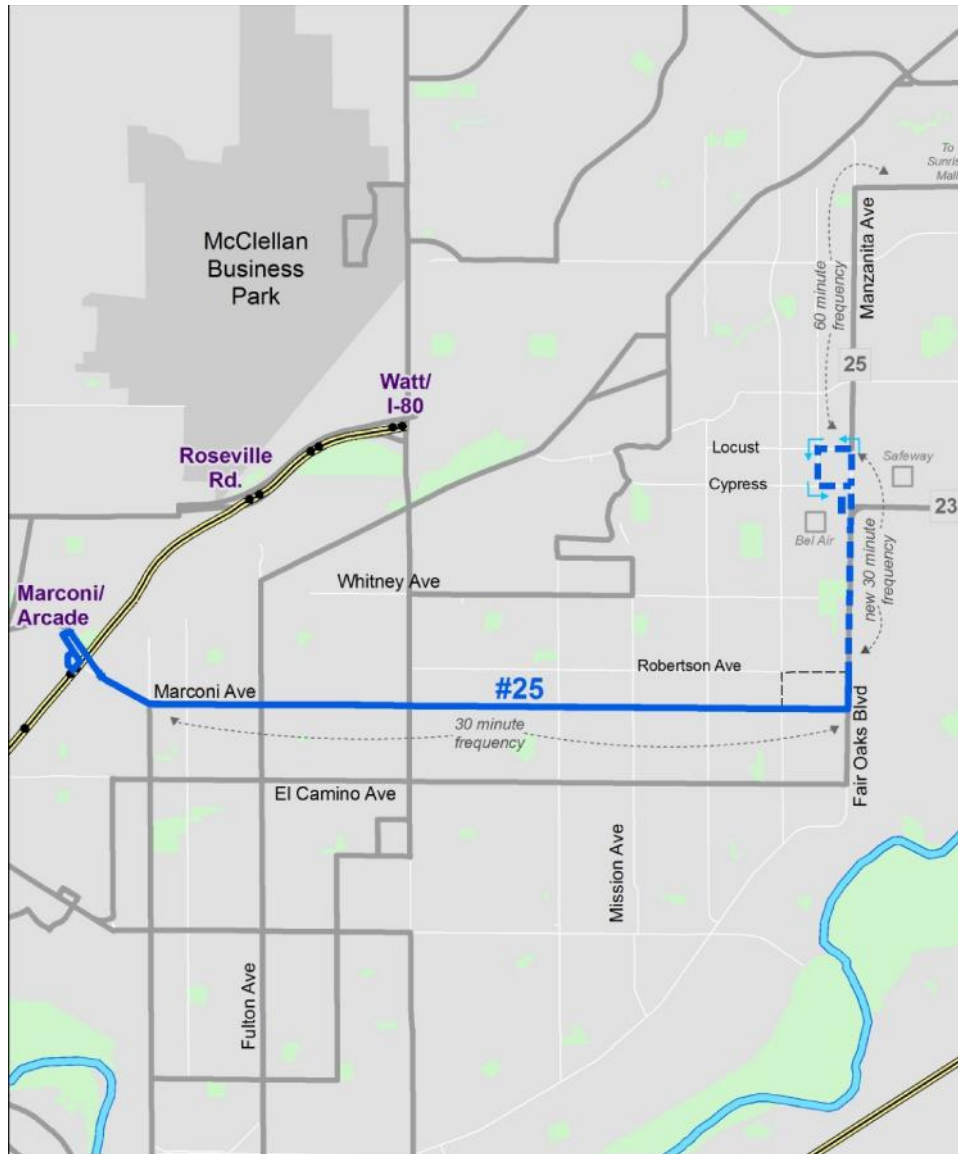 To
Sunris
Mall
McClellan
Business
Park
Manzanita Ave
60 minute
frequency
25
Watt/
I-80
Locust
Safeway
Roseville
Rd.
Cypress
23
Bel Air
Whitney Ave
new 30 minute
frequency
Marconi/
Arcade
Robertson Ave
Marconi Ave
#25
30 minute
frequency
Fair Oaks Blvd
El Camino Ave
Mission Ave
Fulton Ave